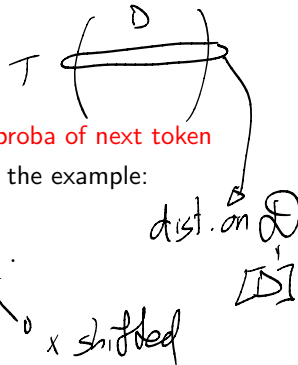 D
T
proba of next token
the example:
dist. on D
[D]
x shifted